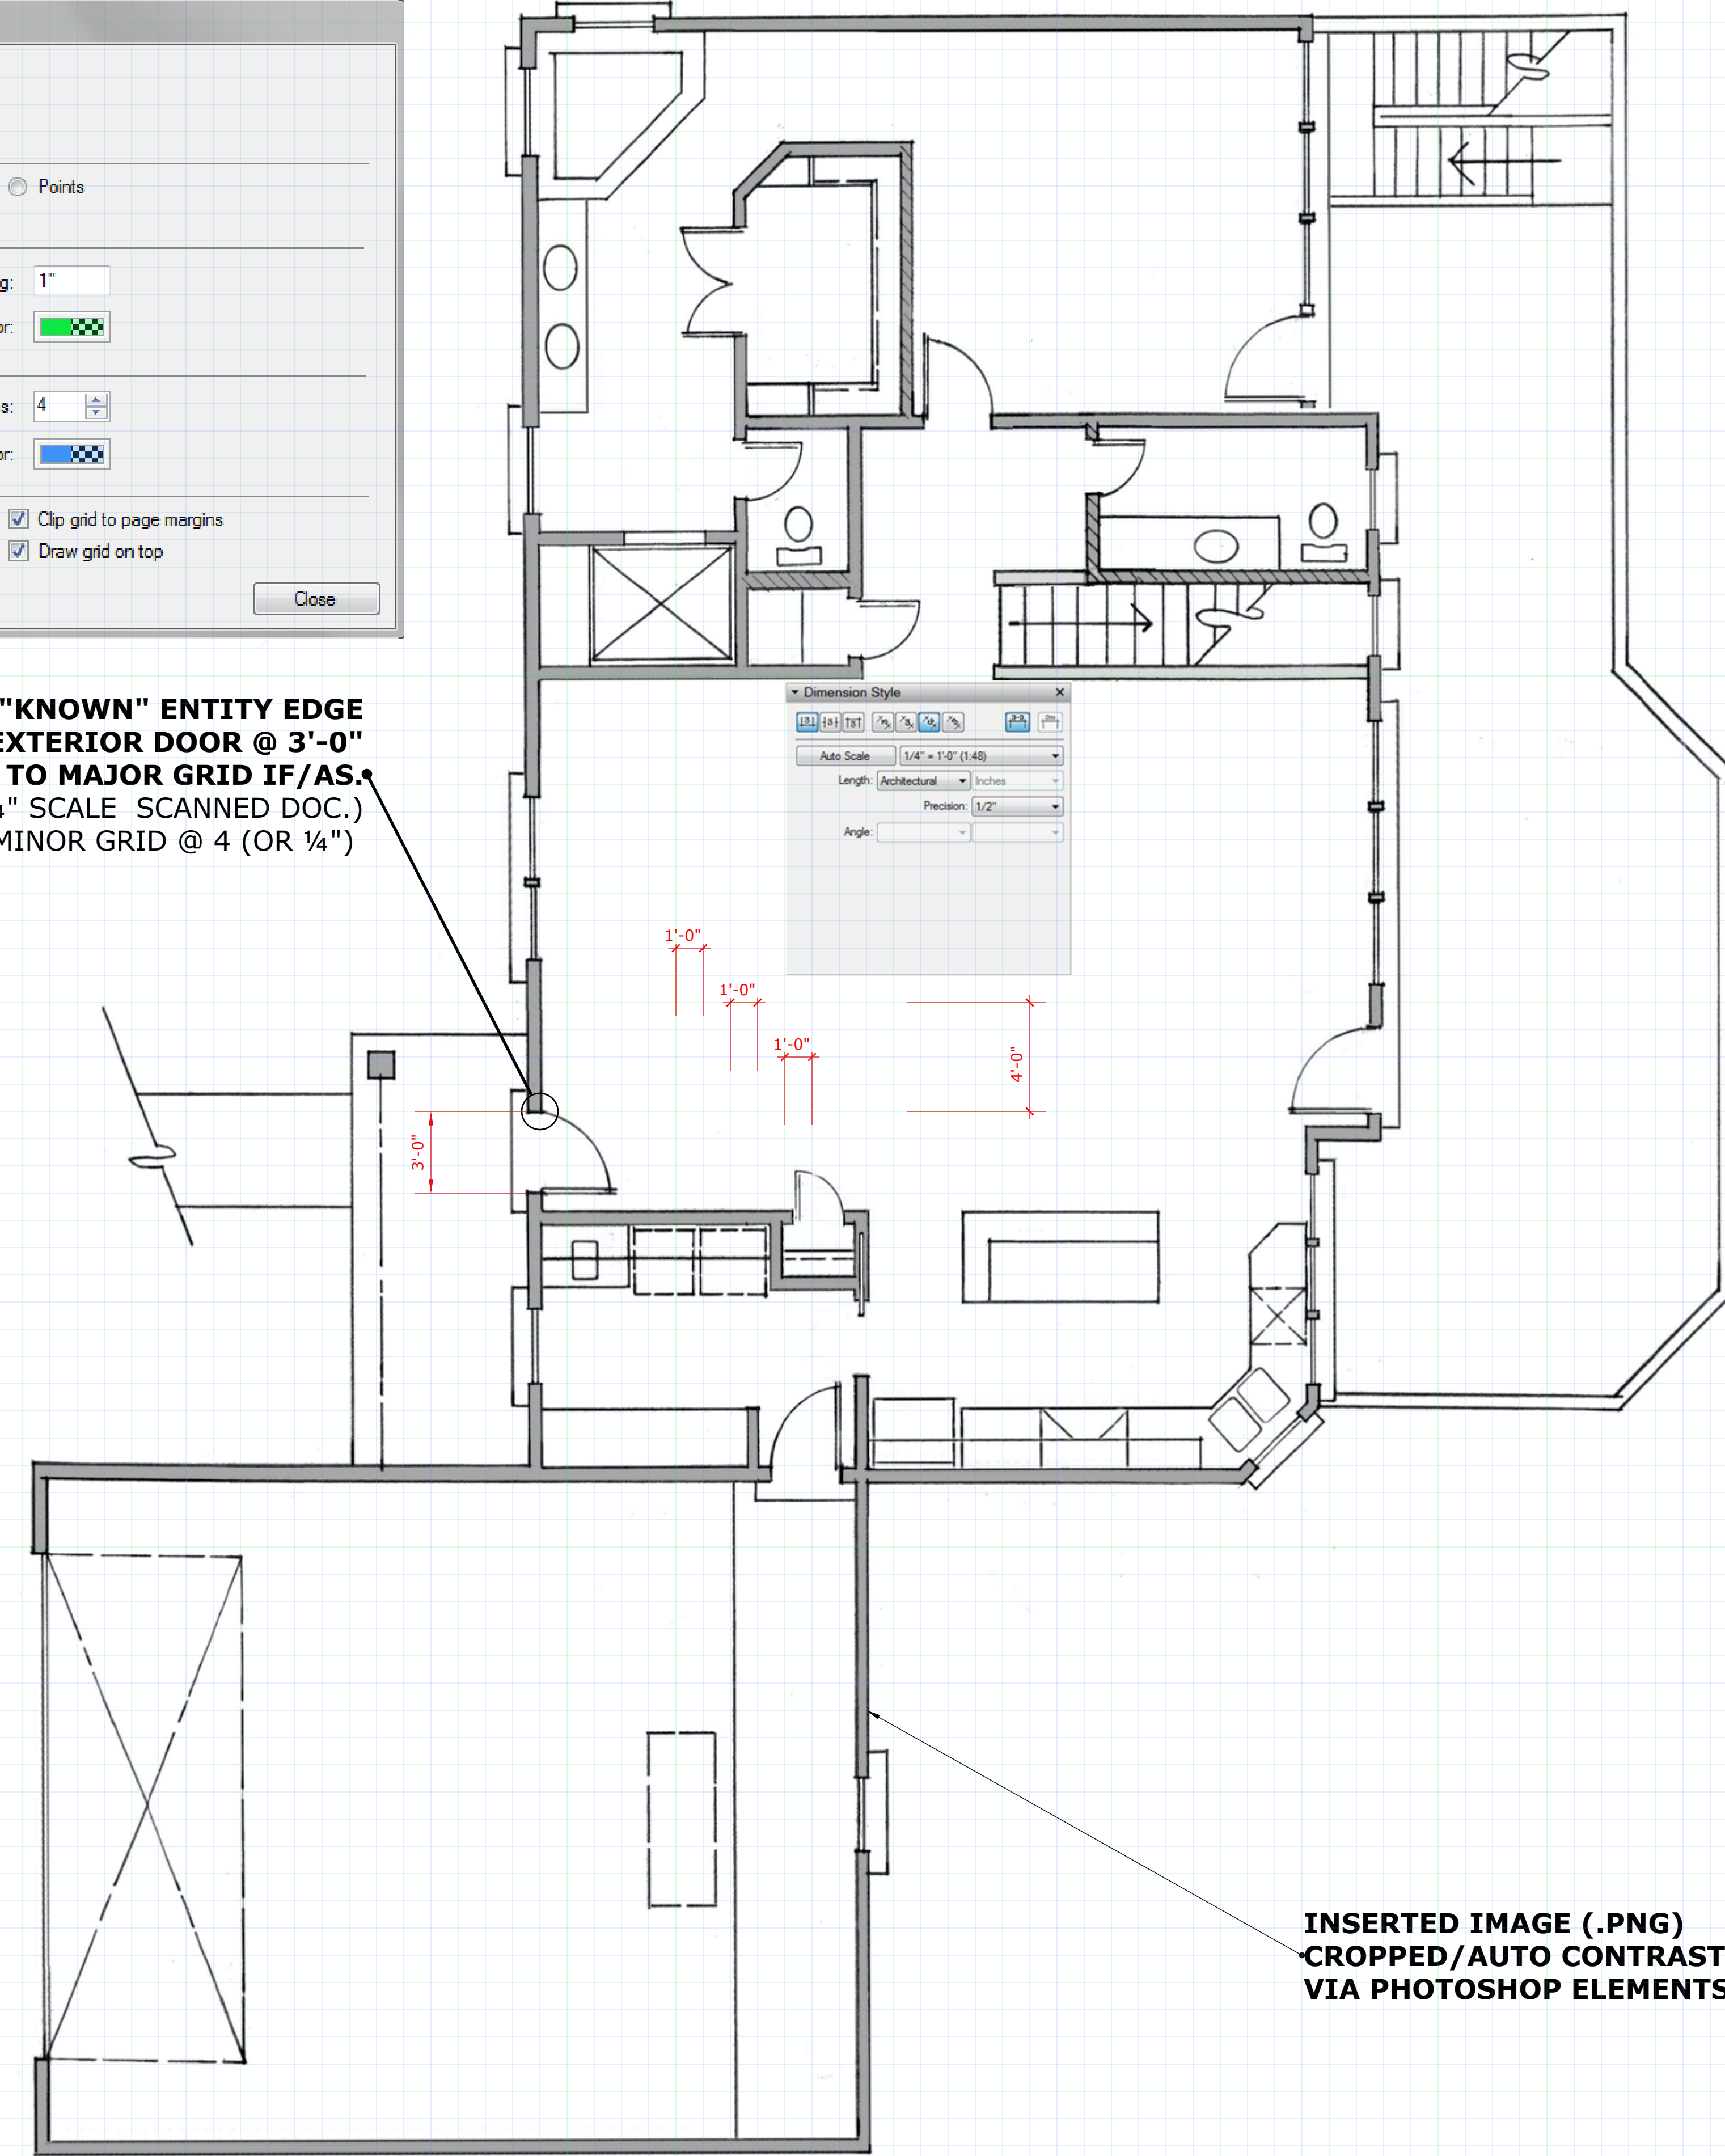 Points
g:
1"
or:
s:
4
or:
Clip grid to page margins
Draw grid on top
Close
"KNOWN" ENTITY EDGE
EXTERIOR DOOR @ 3'-0"
TO MAJOR GRID IF/AS.
" SCALE SCANNED DOC.)
MINOR GRID @ 4 (OR ¼")
Dimension Style
Auto Scale
1/4" = 1'-0" (1:48)
Length:
Architectural
Inches
Precision:
1/2"
Angle:
1'-0"
1'-0"
1'-0"
4'-0"
3'-0"
INSERTED IMAGE (.PNG)
CROPPED/AUTO CONTRAST
VIA PHOTOSHOP ELEMENTS